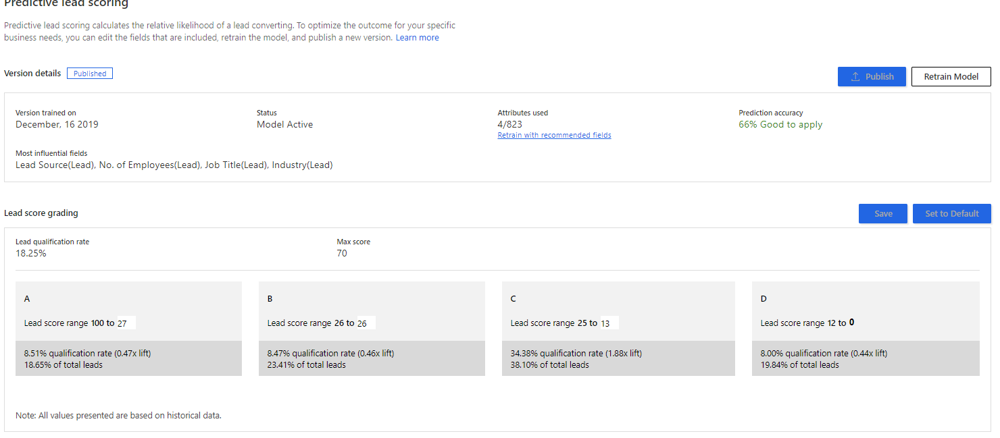 Predictive lead scoring
Predictive lead scoring calculates the relative likelihood of a lead converting. To optimize the outcome for your specific
business needs, you can edit the fields that are included, retrain the model, and publish a new version. Learn more
Version details Published
Publish Retrain Model
Version trained on
December, 16 2019
Status
Model Active
Attributes used
4/823
Retrain with recommended fields
Prediction accuracy
66% Good to apply
Most influential fields
Lead Source(Lead), No. of Employees(Lead), Job Title(Lead), Industry(Lead)
Lead score grading
Save Set to Default
Lead qualification rate
18.25%
Max score
70
A
Lead score range 100 to 27
8.51% qualification rate (0.47x lift)
18.65% of total leads
B
Lead score range 26 to 26
8.47% qualification rate (0.46x lift)
23.41% of total leads
C
Lead score range 25 to 13
34.38% qualification rate (1.88x lift)
38.10% of total leads
D
Lead score range 12 to 0
8.00% qualification rate (0.44x lift)
19.84% of total leads
Note: All values presented are based on historical data.